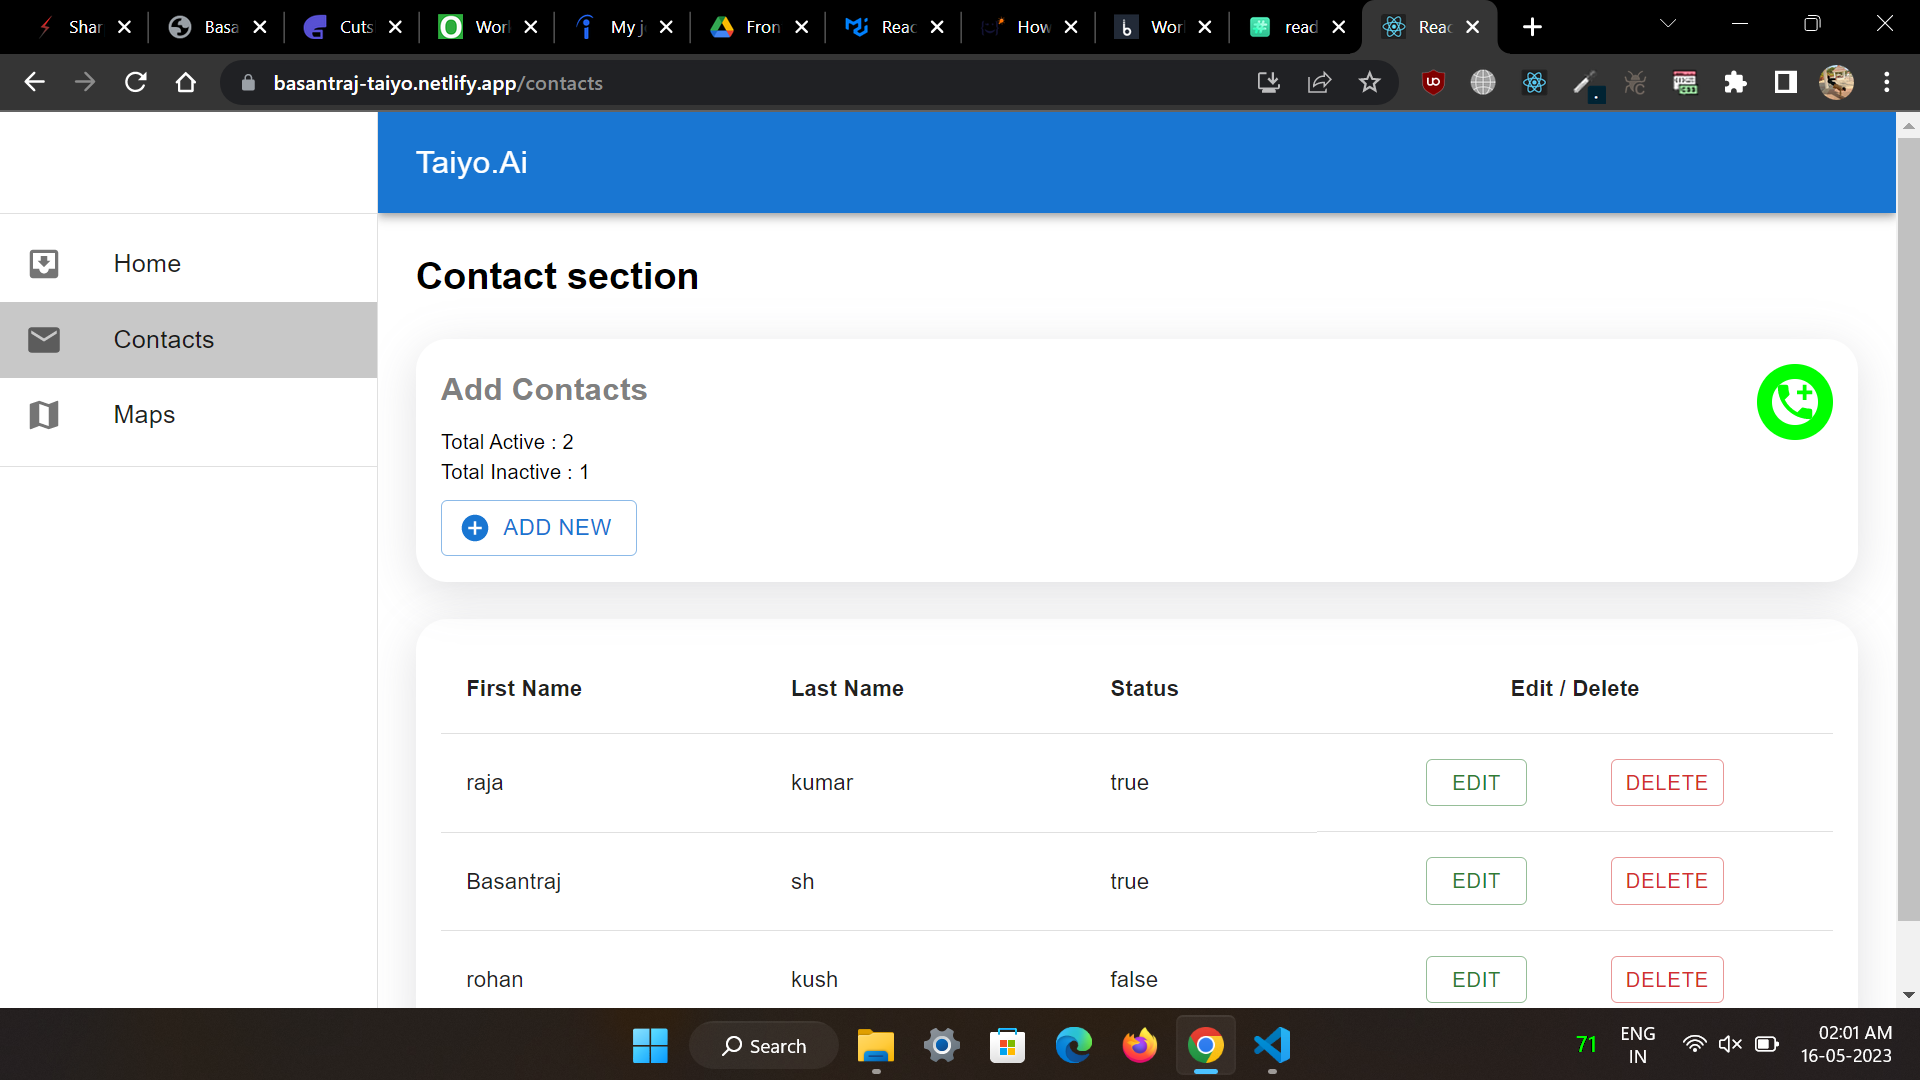 Shar Basa Cuts Wor My j Fron Reac How Wor read Reac
basantraj-taiyo.netlify.app/contacts
Taiyo.Ai
Home
Contacts
Maps
Contact section
Add Contacts
Total Active : 2
Total Inactive : 1
ADD NEW
First Name Last Name Status Edit / Delete
raja kumar true EDIT DELETE
Basantraj sh true EDIT DELETE
rohan kush false EDIT DELETE
Search
71
ENG
IN
02:01 AM
16-05-2023